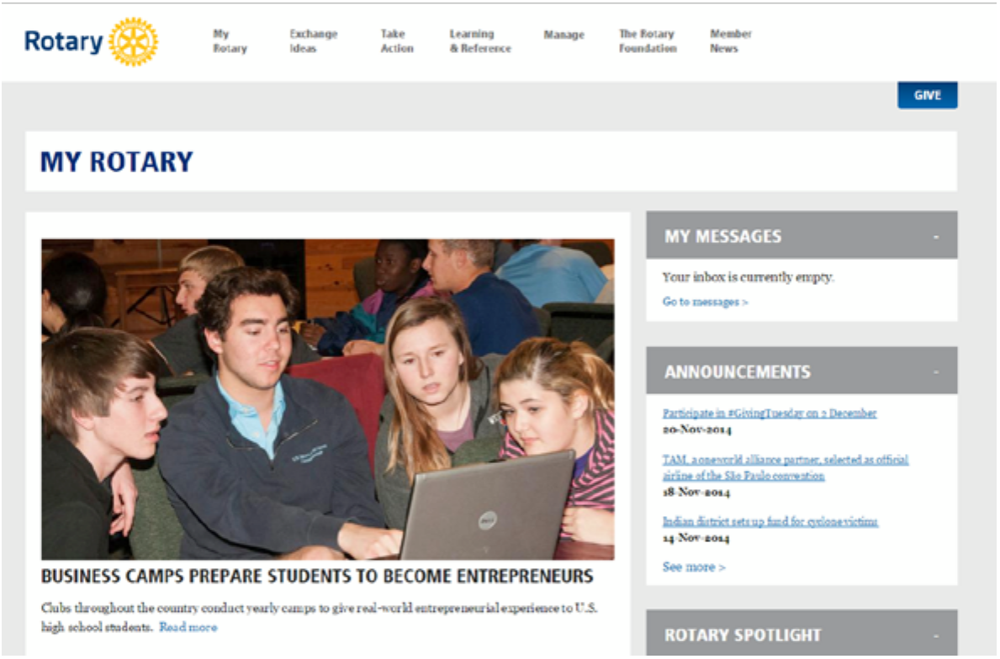 Rotary
My
Rotary
Exchange
Ideas
Take
Action
Learning
& Reference
Manage
The Rotary
Foundation
Member
News
GIVE
MY ROTARY
BUSINESS CAMPS PREPARE STUDENTS TO BECOME ENTREPRENEURS
Clubs throughout the country conduct yearly camps to give real-world entrepreneurial experience to U.S.
high school students. Read more
MY MESSAGES -
Your inbox is currently empty.
Go to messages >
ANNOUNCEMENTS -
Participate in #GivingTuesday on 2 December
20-Nov-2014
TAM, a oneworld alliance partner, selected as official
airline of the São Paulo convention
18-Nov-2014
Indian district sets up fund for cyclone victims
14-Nov-2014
See more >
ROTARY SPOTLIGHT -